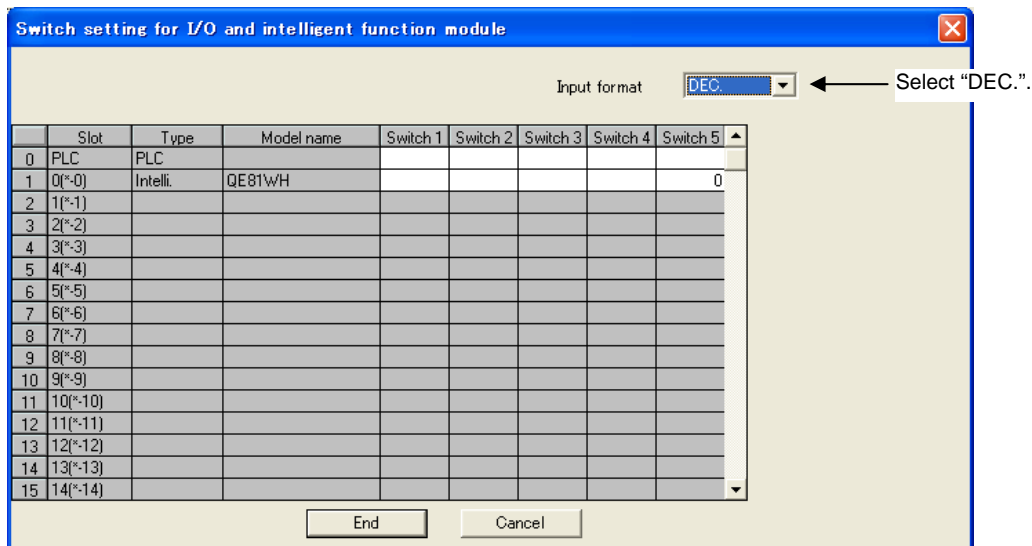 Switch setting for I/O and intelligent function module
Input format DEC. Select “DEC.”.
Slot Type Model name Switch 1 Switch 2 Switch 3 Switch 4 Switch 5
0 PLC PLC
1 0(*-0) Intelli. QE81WH 0
2 1(*-1)
3 2(*-2)
4 3(*-3)
5 4(*-4)
6 5(*-5)
7 6(*-6)
8 7(*-7)
9 8(*-8)
10 9(*-9)
11 10(*-10)
12 11(*-11)
13 12(*-12)
14 13(*-13)
15 14(*-14)
End Cancel